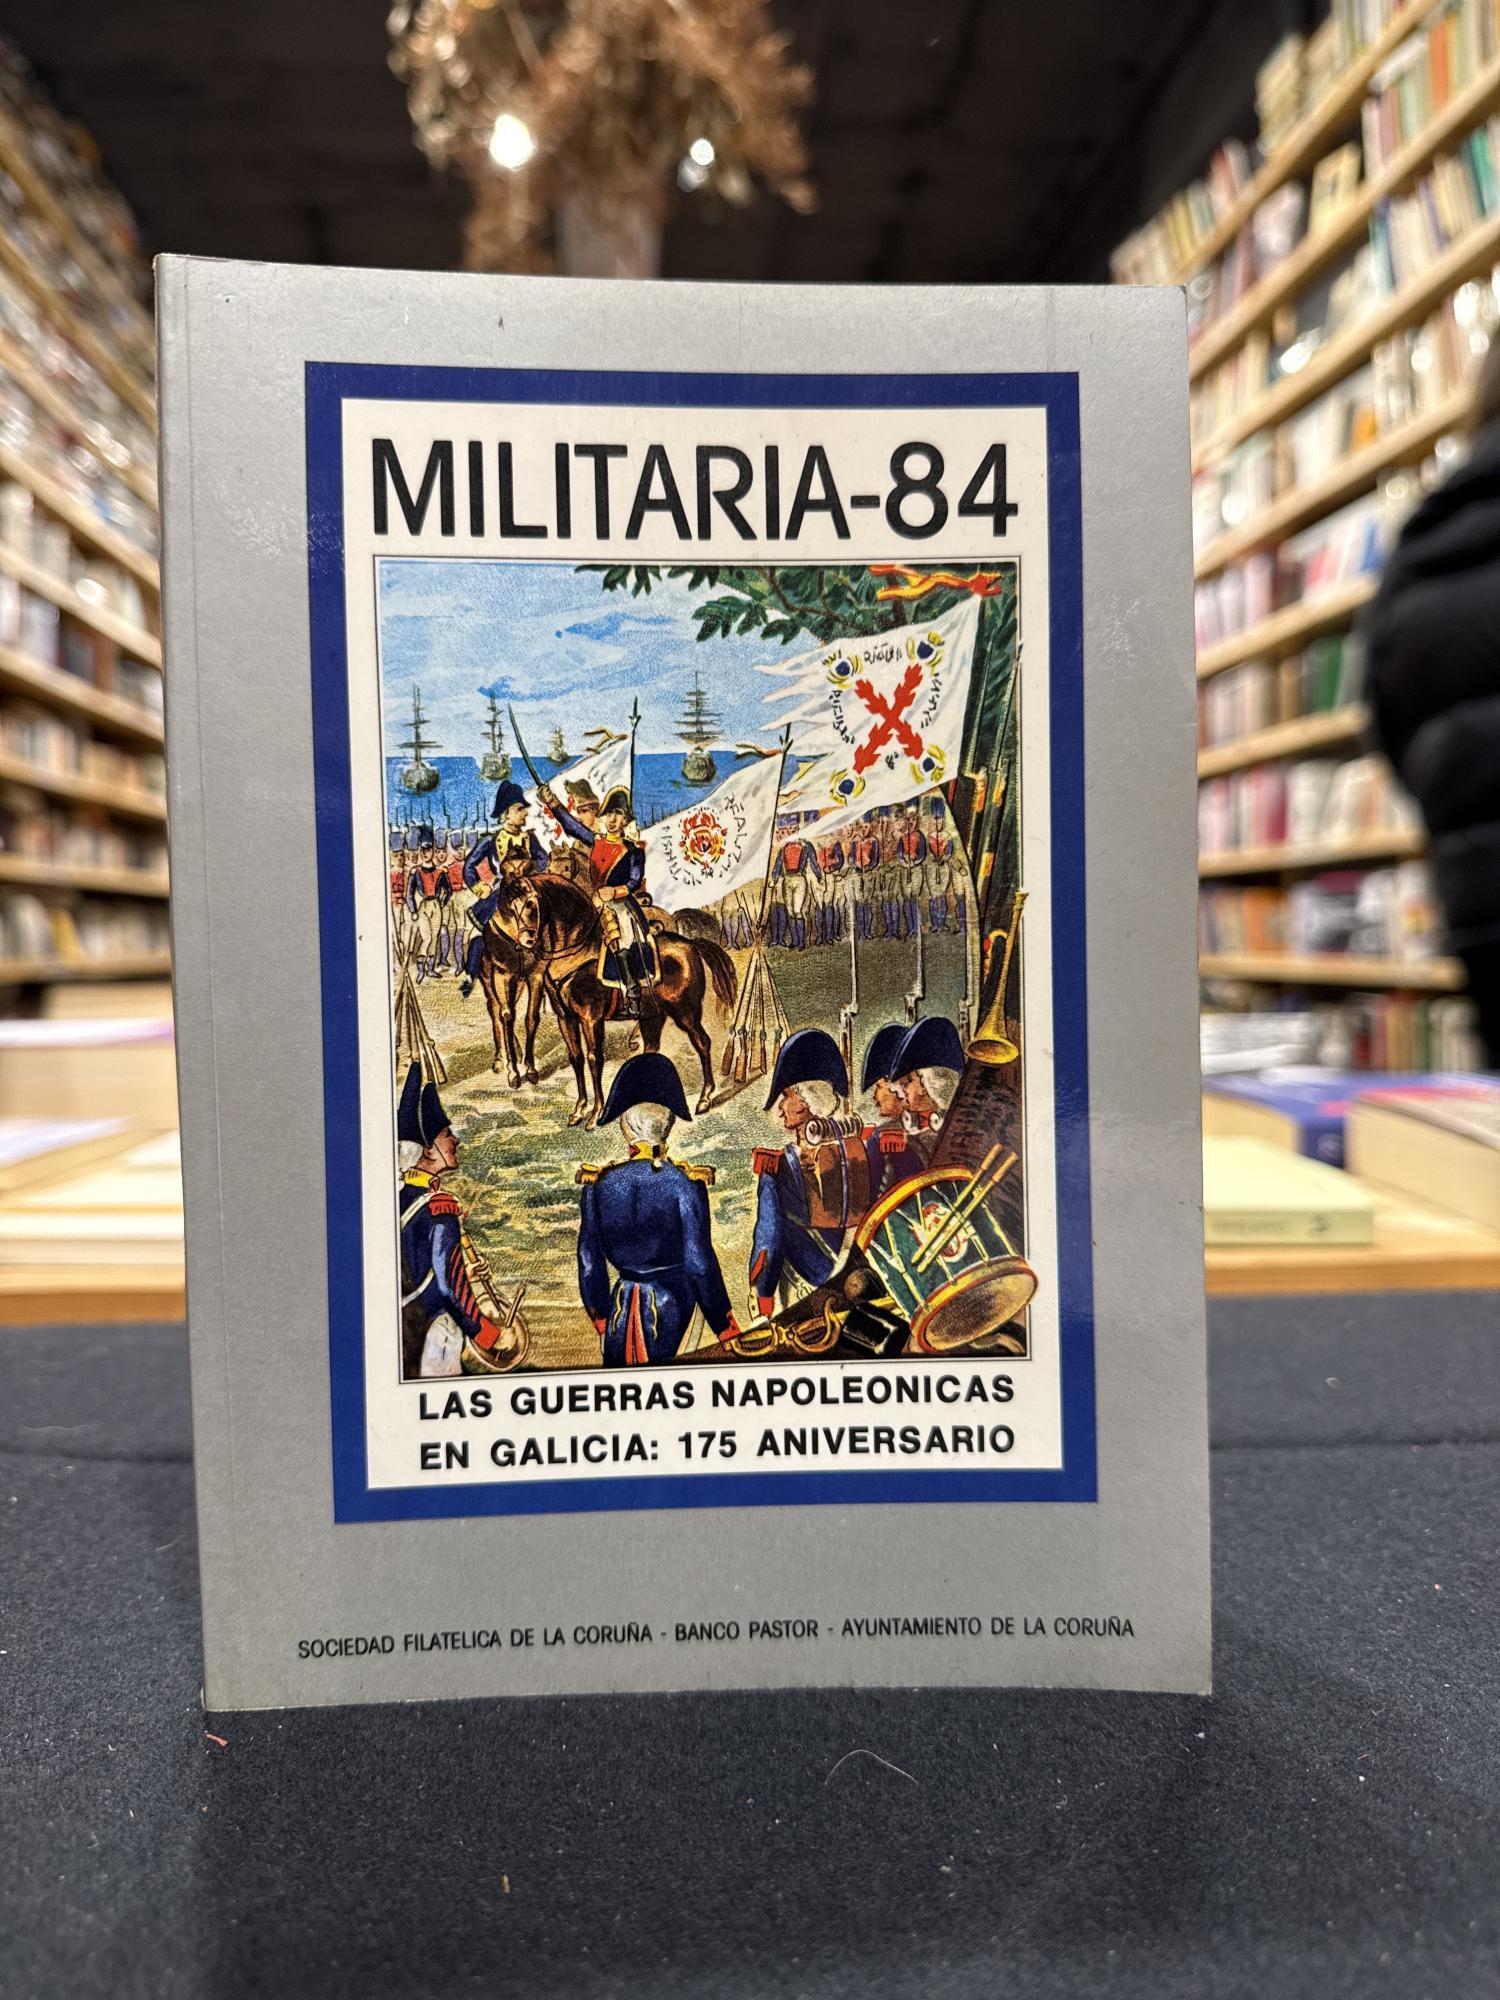 MILITARIA-84
LAS GUERRAS NAPOLEONICAS
EN GALICIA: 175 ANIVERSARIO
SOCIEDAD FILATELICA DE LA CORUÑA - BANCO PASTOR - AYUNTAMIENTO DE LA CORUÑA